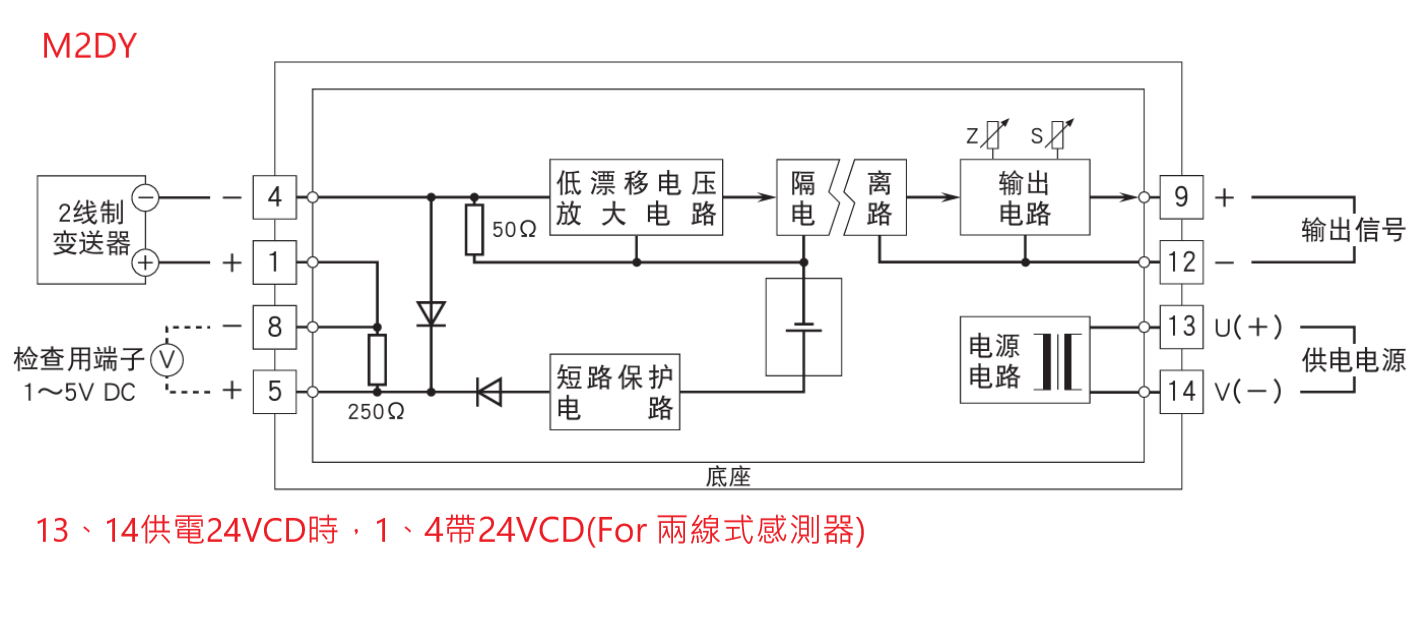 M2DY
Z
S
4
低漂移电压
放大电路
隔
电
离
路
输出
电路
9
+
2线制
变送器
−
−
50Ω
输出信号
+
+
1
12
−
−
8
13
U(+)
电源
电路
检查用端子
V
1～5V DC
供电电源
+
5
短路保护
电路
14
V(−)
250Ω
底座
13、14供電24VCD時，1、4帶24VCD(For 兩線式感測器)